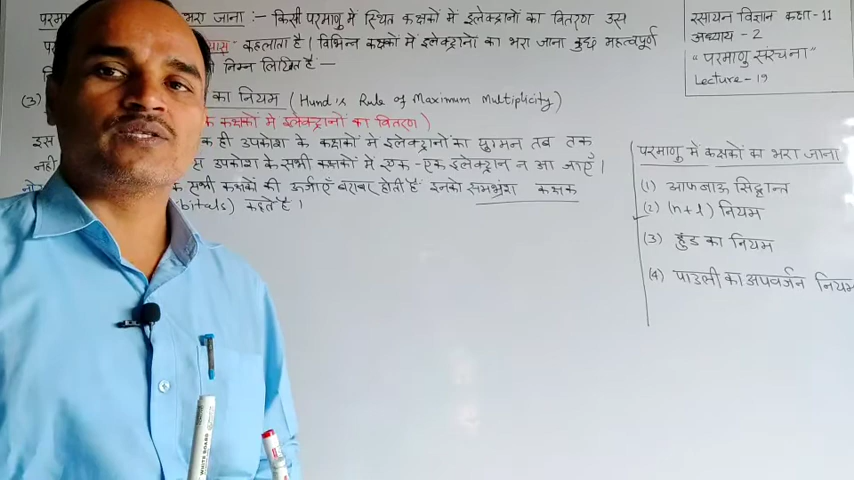 परमाणु भरा जाना :- किसी परमाणु में स्थित कक्षकों में इलेक्ट्रानों का वितरण उस
यास कहलाता है। विभिन्न कक्षकों में इलेक्ट्रानों का भरा जाना कुछ महत्वपूर्ण
निम्न लिखित हैं —
(3) का नियम (Hund's Rule of Maximum Multiplicity)
कक्षकों में इलेक्ट्रानों का वितरण)
इस क ही उपकोश के कक्षकों में इलेक्ट्रानों का युग्मन तब तक
नहीं उपकोश के सभी कक्षकों में एक-एक इलेक्ट्रान न आ जाएँ।
के सभी कक्षकों की ऊर्जाएँ बराबर होती हैं इनको समभ्रंश कक्षक
bitals) कहते हैं।
रसायन विज्ञान कक्षा-11
अध्याय - 2
"परमाणु संरचना"
Lecture-19
परमाणु में कक्षकों का भरा जाना
(1) आफबाऊ सिद्धान्त
(2) (n+l) नियम
(3) हुंड का नियम
(4) पाउली का अपवर्जन नियम
WHITE BOARD